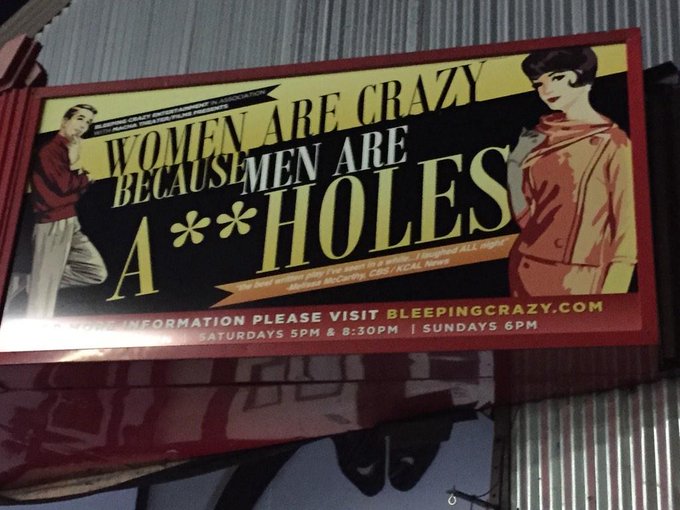 BLEEPING CRAZY ENTERTAINMENT IN ASSOCIATION
WITH MACHA THEATRE/FILMS PRESENTS
WOMEN ARE CRAZY
BECAUSE MEN ARE
A**HOLES
"the best written play I've seen in a while...I laughed ALL night"
-Melissa McCarthy, CBS/KCAL News
INFORMATION PLEASE VISIT BLEEPINGCRAZY.COM
SATURDAYS 5PM & 8:30PM | SUNDAYS 6PM